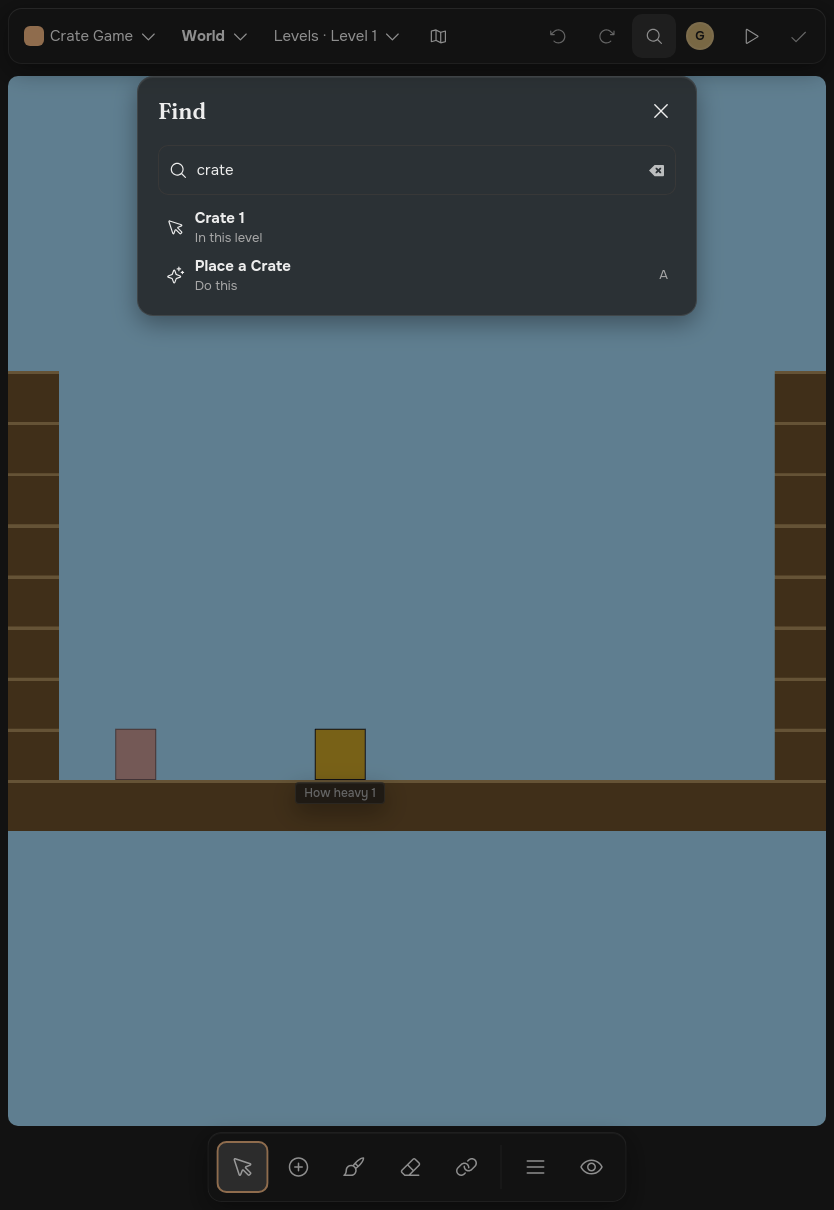 Crate Game
World
Levels · Level 1
G
Find
crate
Crate 1
In this level
Place a Crate
Do this
A
How heavy 1